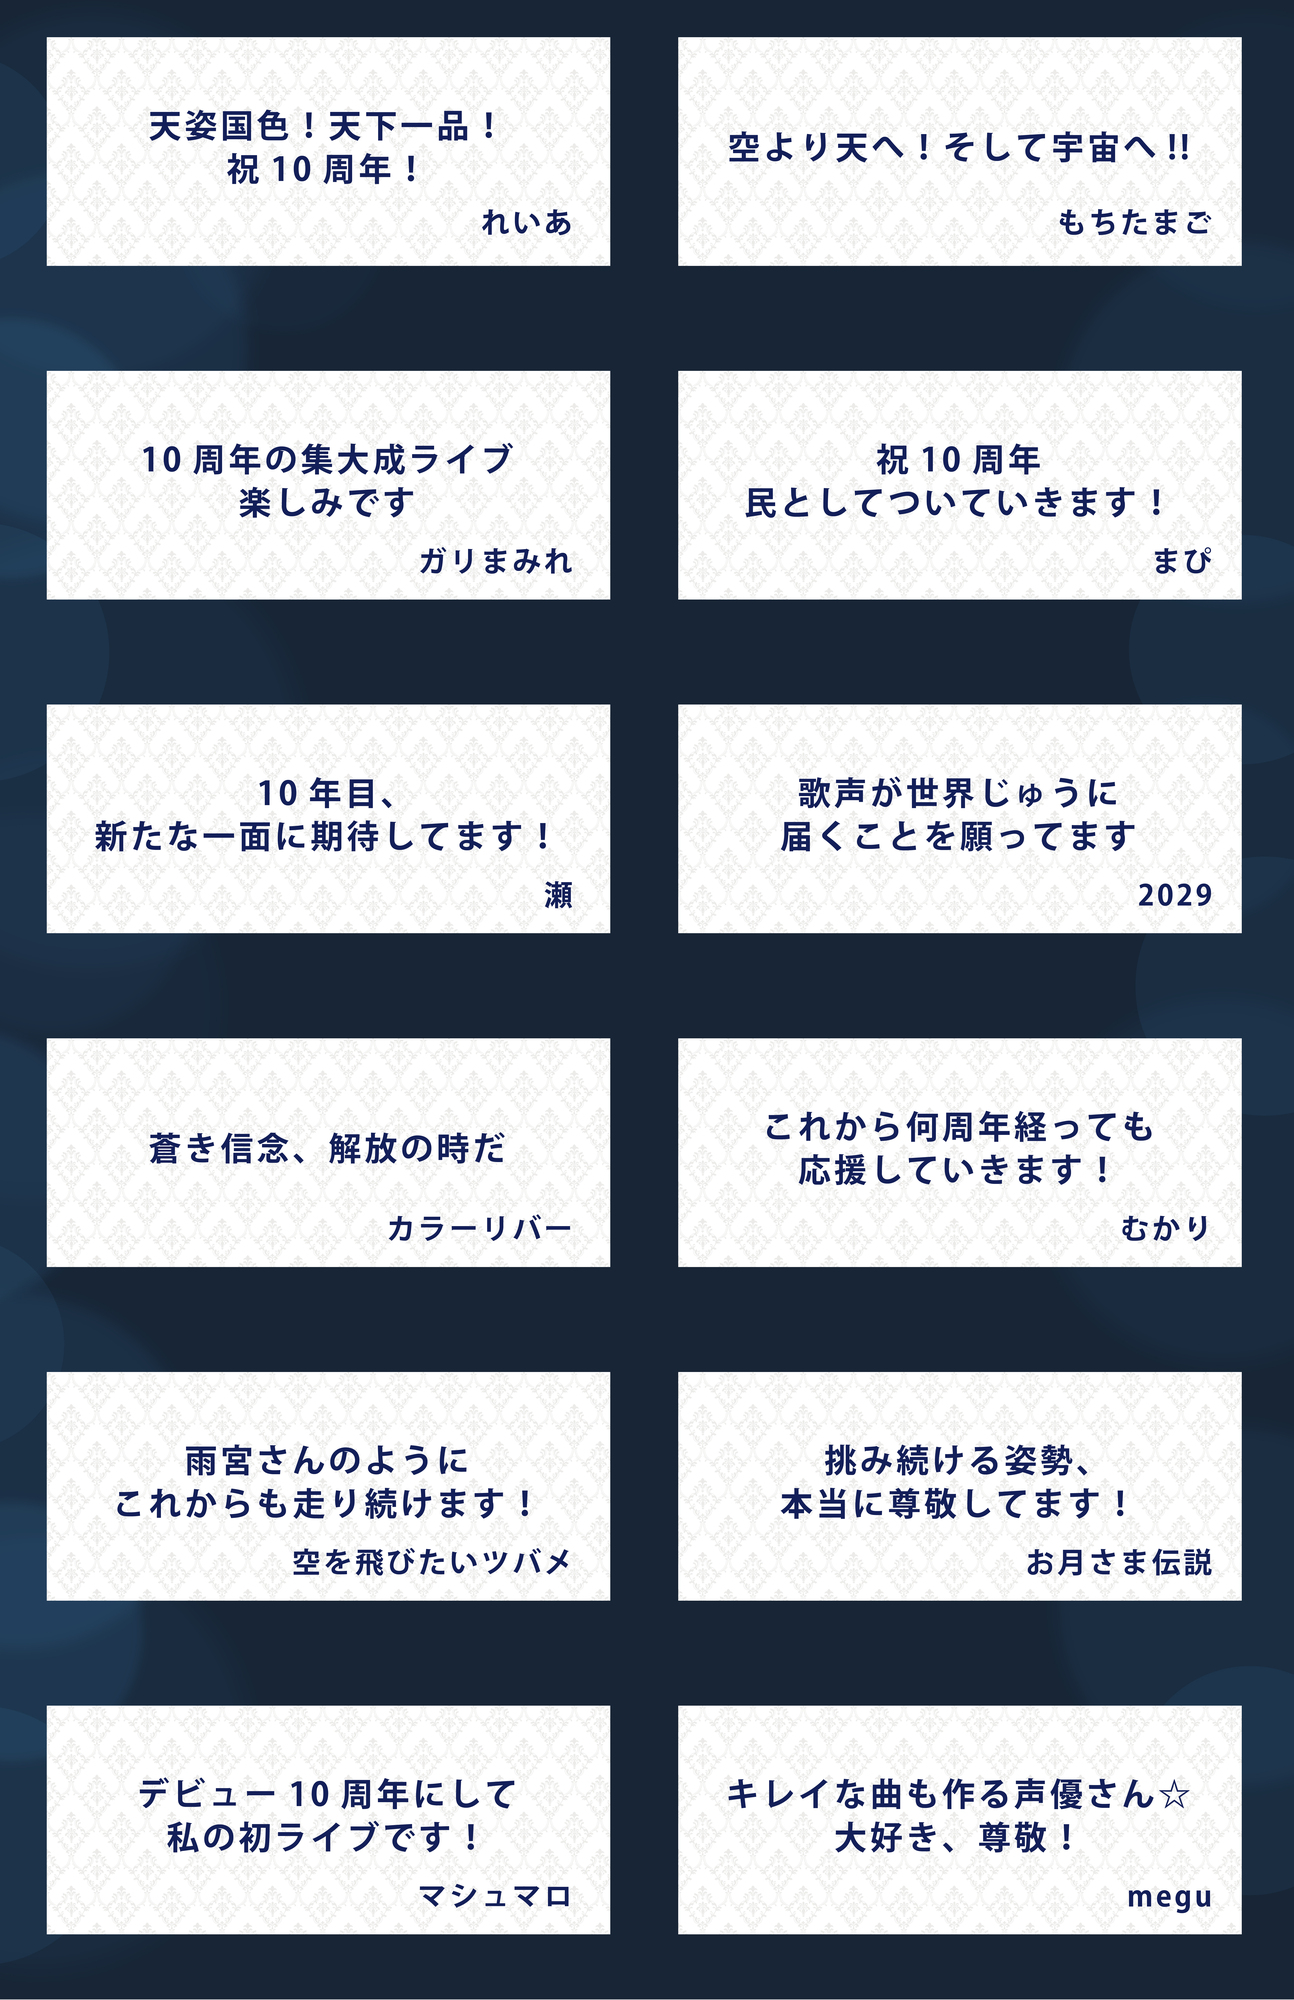 天姿国色！天下一品！
祝 10 周年！
れいあ
空より天へ！そして宇宙へ !!
もちたまご
10 周年の集大成ライブ
楽しみです
ガリまみれ
祝 10 周年
民としてついていきます！
まぴ
10 年目、
新たな一面に期待してます！
瀬
歌声が世界じゅうに
届くことを願ってます
2029
蒼き信念、解放の時だ
カラーリバー
これから何周年経っても
応援していきます！
むかり
雨宮さんのように
これからも走り続けます！
空を飛びたいツバメ
挑み続ける姿勢、
本当に尊敬してます！
お月さま伝説
デビュー 10 周年にして
私の初ライブです！
マシュマロ
キレイな曲も作る声優さん☆
大好き、尊敬！
megu